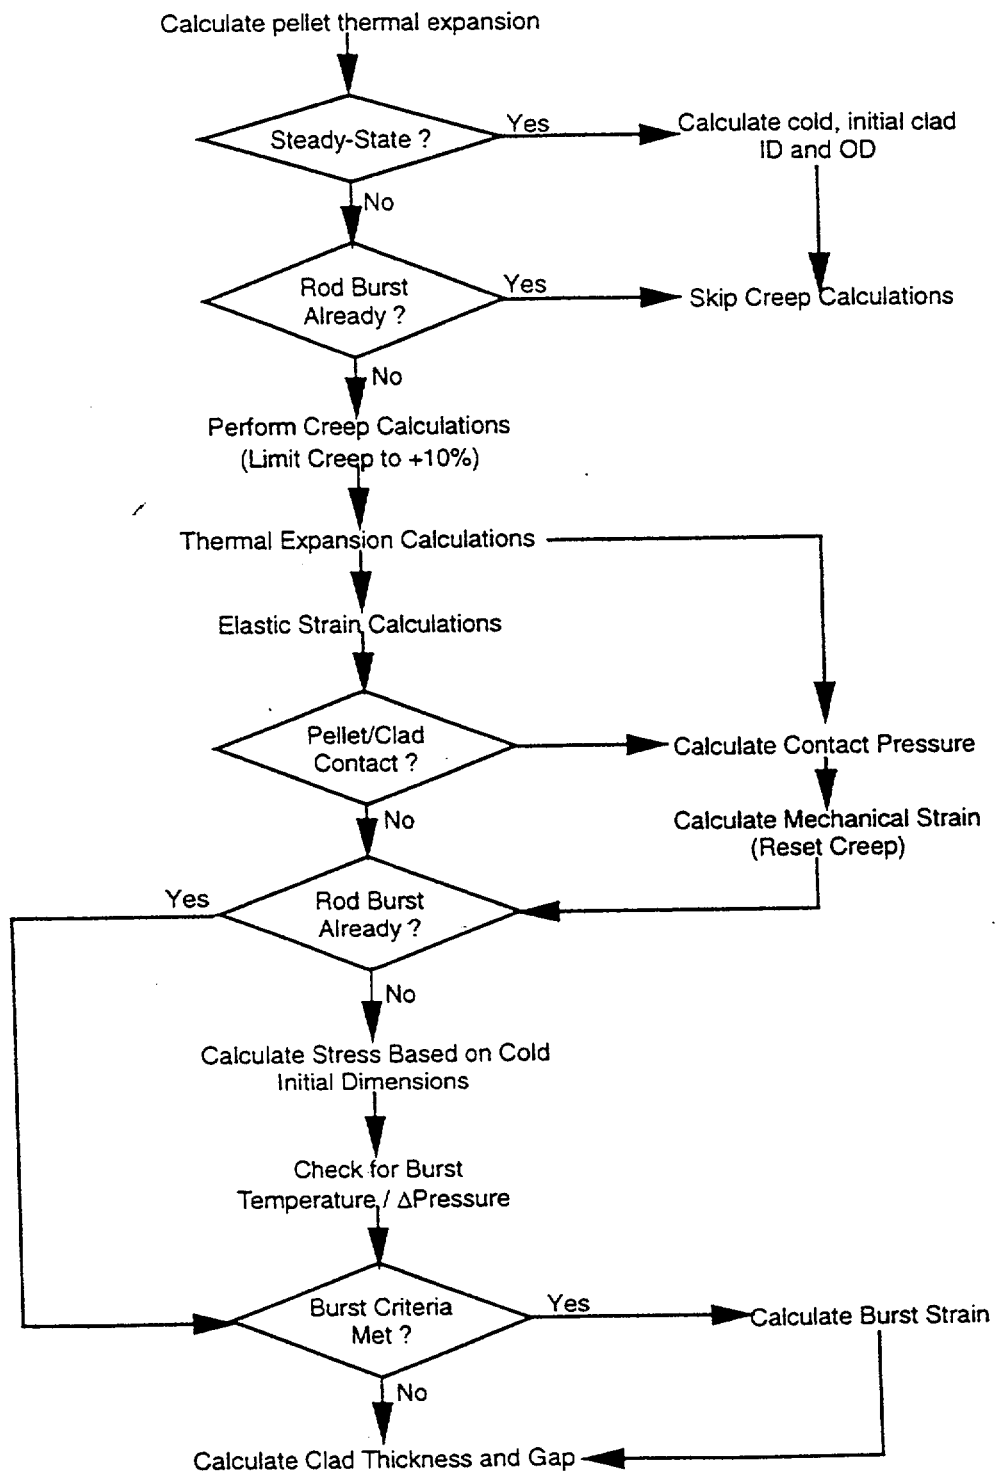 Calculate pellet thermal expansion
Steady-State ?
Yes
Calculate cold, initial clad
ID and OD
No
Rod Burst
Already ?
Yes
Skip Creep Calculations
No
Perform Creep Calculations
(Limit Creep to +10%)
Thermal Expansion Calculations
Elastic Strain Calculations
Pellet/Clad
Contact ?
Calculate Contact Pressure
No
Calculate Mechanical Strain
(Reset Creep)
Yes
Rod Burst
Already ?
No
Calculate Stress Based on Cold
Initial Dimensions
Check for Burst
Temperature / ΔPressure
Burst Criteria
Met ?
Yes
Calculate Burst Strain
No
Calculate Clad Thickness and Gap